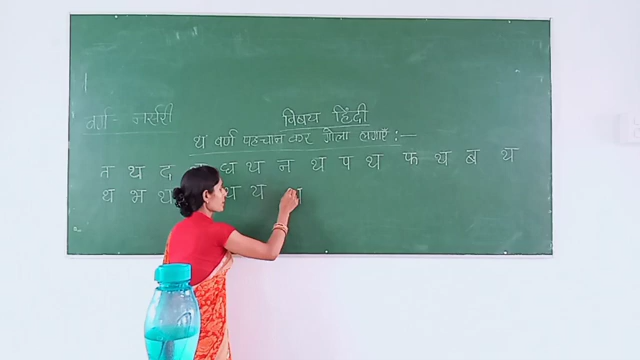 वर्ग- नर्सरी
विषय हिंदी
थ वर्ण पहचान कर गोला लगाएँ :-
त थ द ध थ न थ प थ फ थ ब थ
थ भ थ य